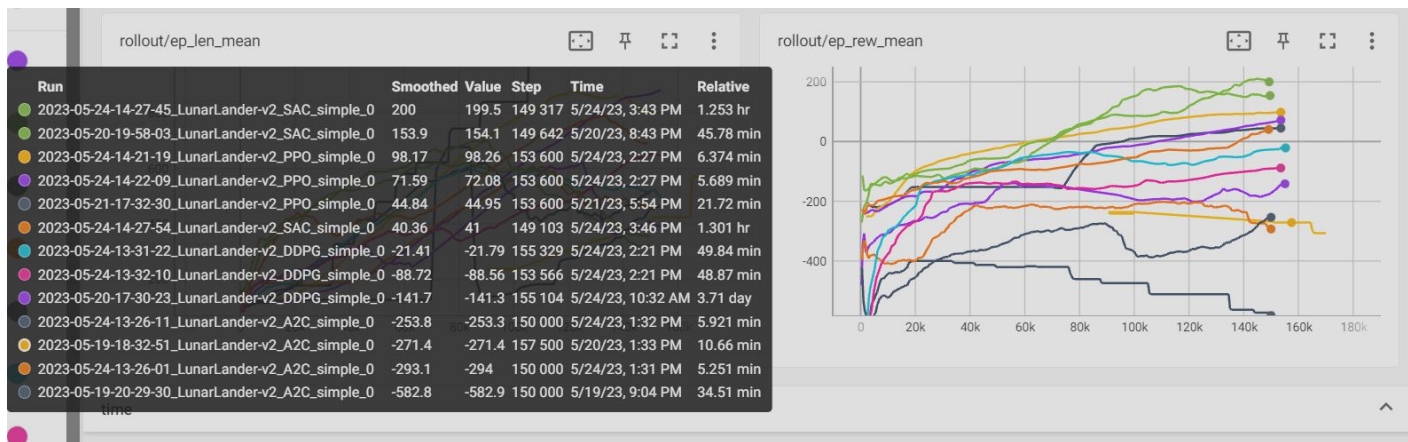 rollout/ep_len_mean
rollout/ep_rew_mean
Run Smoothed Value Step Time Relative
2023-05-24-14-27-45_LunarLander-v2_SAC_simple_0 200 199.5 149 317 5/24/23, 3:43 PM 1.253 hr
2023-05-20-19-58-03_LunarLander-v2_SAC_simple_0 153.9 154.1 149 642 5/20/23, 8:43 PM 45.78 min
2023-05-24-14-21-19_LunarLander-v2_PPO_simple_0 98.17 98.26 153 600 5/24/23, 2:27 PM 6.374 min
2023-05-24-14-22-09_LunarLander-v2_PPO_simple_0 71.59 72.08 153 600 5/24/23, 2:27 PM 5.689 min
2023-05-21-17-32-30_LunarLander-v2_PPO_simple_0 44.84 44.95 153 600 5/21/23, 5:54 PM 21.72 min
2023-05-24-14-27-54_LunarLander-v2_SAC_simple_0 40.36 41 149 103 5/24/23, 3:46 PM 1.301 hr
2023-05-24-13-31-22_LunarLander-v2_DDPG_simple_0 -21.41 -21.79 155 329 5/24/23, 2:21 PM 49.84 min
2023-05-24-13-32-10_LunarLander-v2_DDPG_simple_0 -88.72 -88.56 153 566 5/24/23, 2:21 PM 48.87 min
2023-05-20-17-30-23_LunarLander-v2_DDPG_simple_0 -141.7 -141.3 155 104 5/24/23, 10:32 AM 3.71 day
2023-05-24-13-26-11_LunarLander-v2_A2C_simple_0 -253.8 -253.3 150 000 5/24/23, 1:32 PM 5.921 min
2023-05-19-18-32-51_LunarLander-v2_A2C_simple_0 -271.4 -271.4 157 500 5/20/23, 1:33 PM 10.66 min
2023-05-24-13-26-01_LunarLander-v2_A2C_simple_0 -293.1 -294 150 000 5/24/23, 1:31 PM 5.251 min
2023-05-19-20-29-30_LunarLander-v2_A2C_simple_0 -582.8 -582.9 150 000 5/19/23, 9:04 PM 34.51 min
200
0
-200
-400
0 20k 40k 60k 80k 100k 120k 140k 160k 180k
time